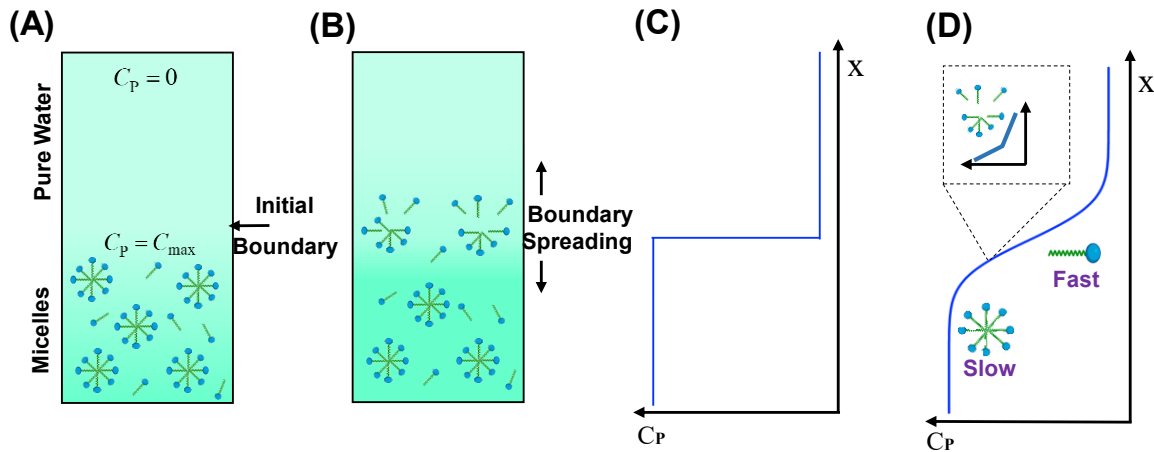 (A)
C_P = 0
Pure Water
Initial
Boundary
C_P = C_max
Micelles
(B)
Boundary
Spreading
(C)
X
C_P
(D)
X
Fast
Slow
C_P